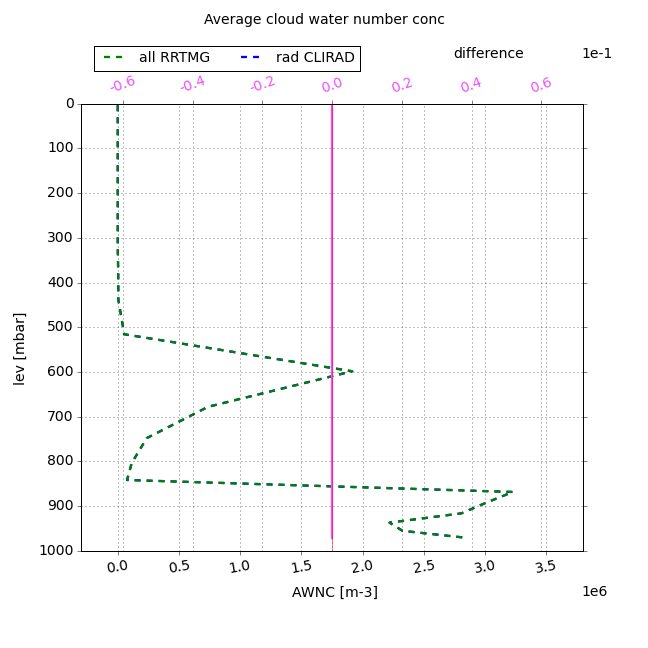 Average cloud water number conc
all RRTMG rad CLIRAD difference 1e-1
-0.6 -0.4 -0.2 0.0 0.2 0.4 0.6
0
100
200
300
400
500
600
700
800
900
1000
lev [mbar]
0.0 0.5 1.0 1.5 2.0 2.5 3.0 3.5
AWNC [m-3] 1e6